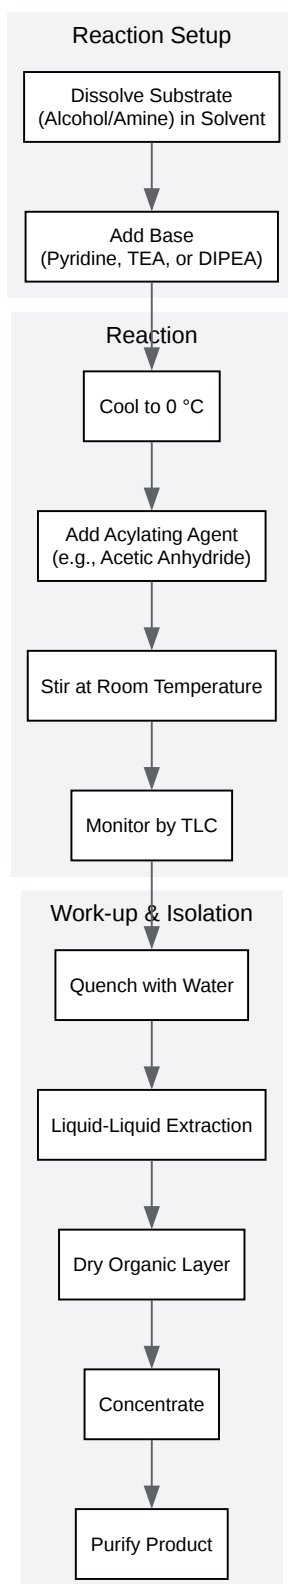 Reaction Setup
Dissolve Substrate
(Alcohol/Amine) in Solvent
Add Base
(Pyridine, TEA, or DIPEA)
Reaction
Cool to 0 °C
Add Acylating Agent
(e.g., Acetic Anhydride)
Stir at Room Temperature
Monitor by TLC
Work-up & Isolation
Quench with Water
Liquid-Liquid Extraction
Dry Organic Layer
Concentrate
Purify Product